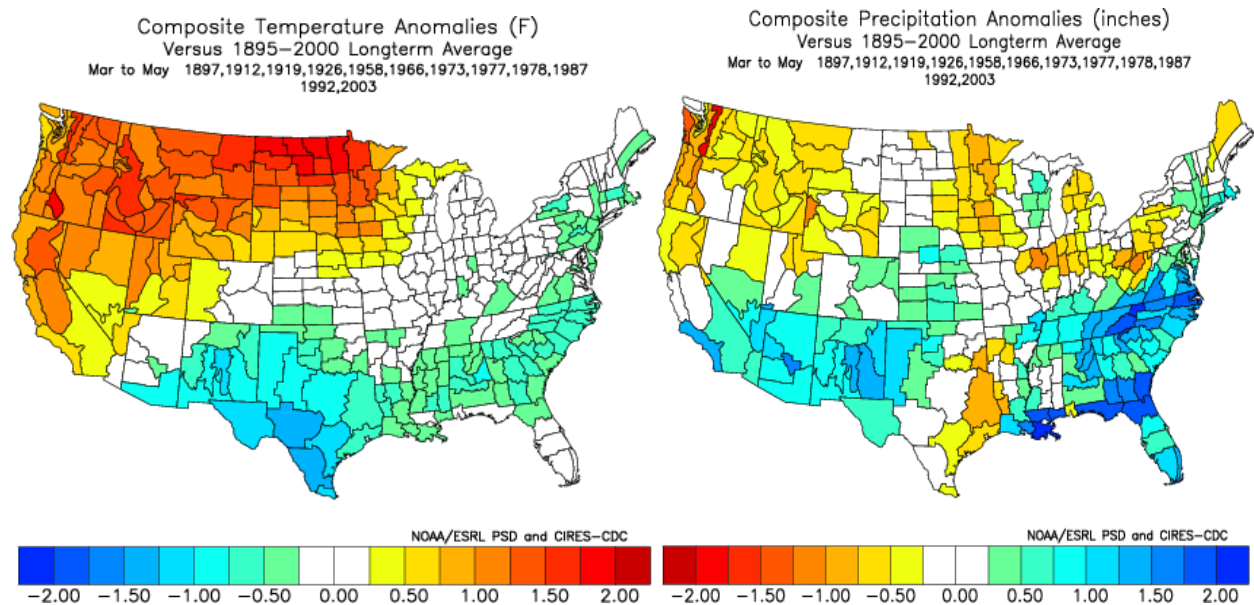 Composite Temperature Anomalies (F)
Versus 1895-2000 Longterm Average
Mar to May 1897,1912,1919,1926,1958,1966,1973,1977,1978,1987
1992,2003
NOAA/ESRL PSD and CIRES-CDC
-2.00 -1.50 -1.00 -0.50 0.00 0.50 1.00 1.50 2.00
Composite Precipitation Anomalies (inches)
Versus 1895-2000 Longterm Average
Mar to May 1897,1912,1919,1926,1958,1966,1973,1977,1978,1987
1992,2003
NOAA/ESRL PSD and CIRES-CDC
-2.00 -1.50 -1.00 -0.50 0.00 0.50 1.00 1.50 2.00